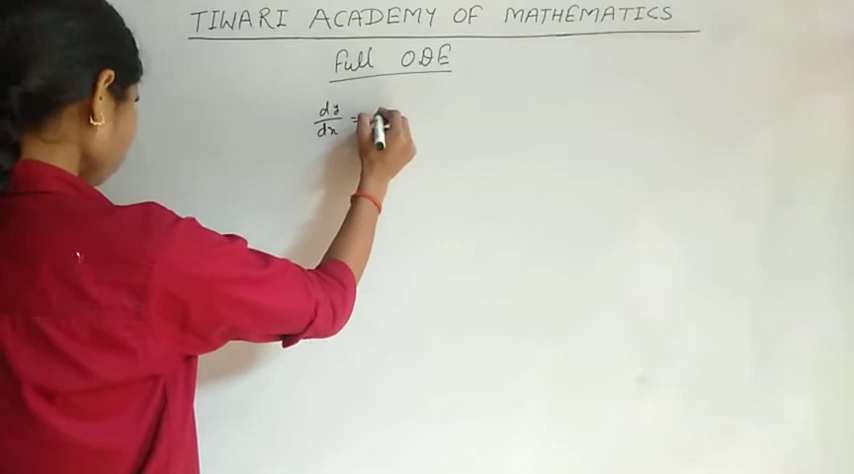 TIWARI ACADEMY OF MATHEMATICS
Full ODE
dy/dx =